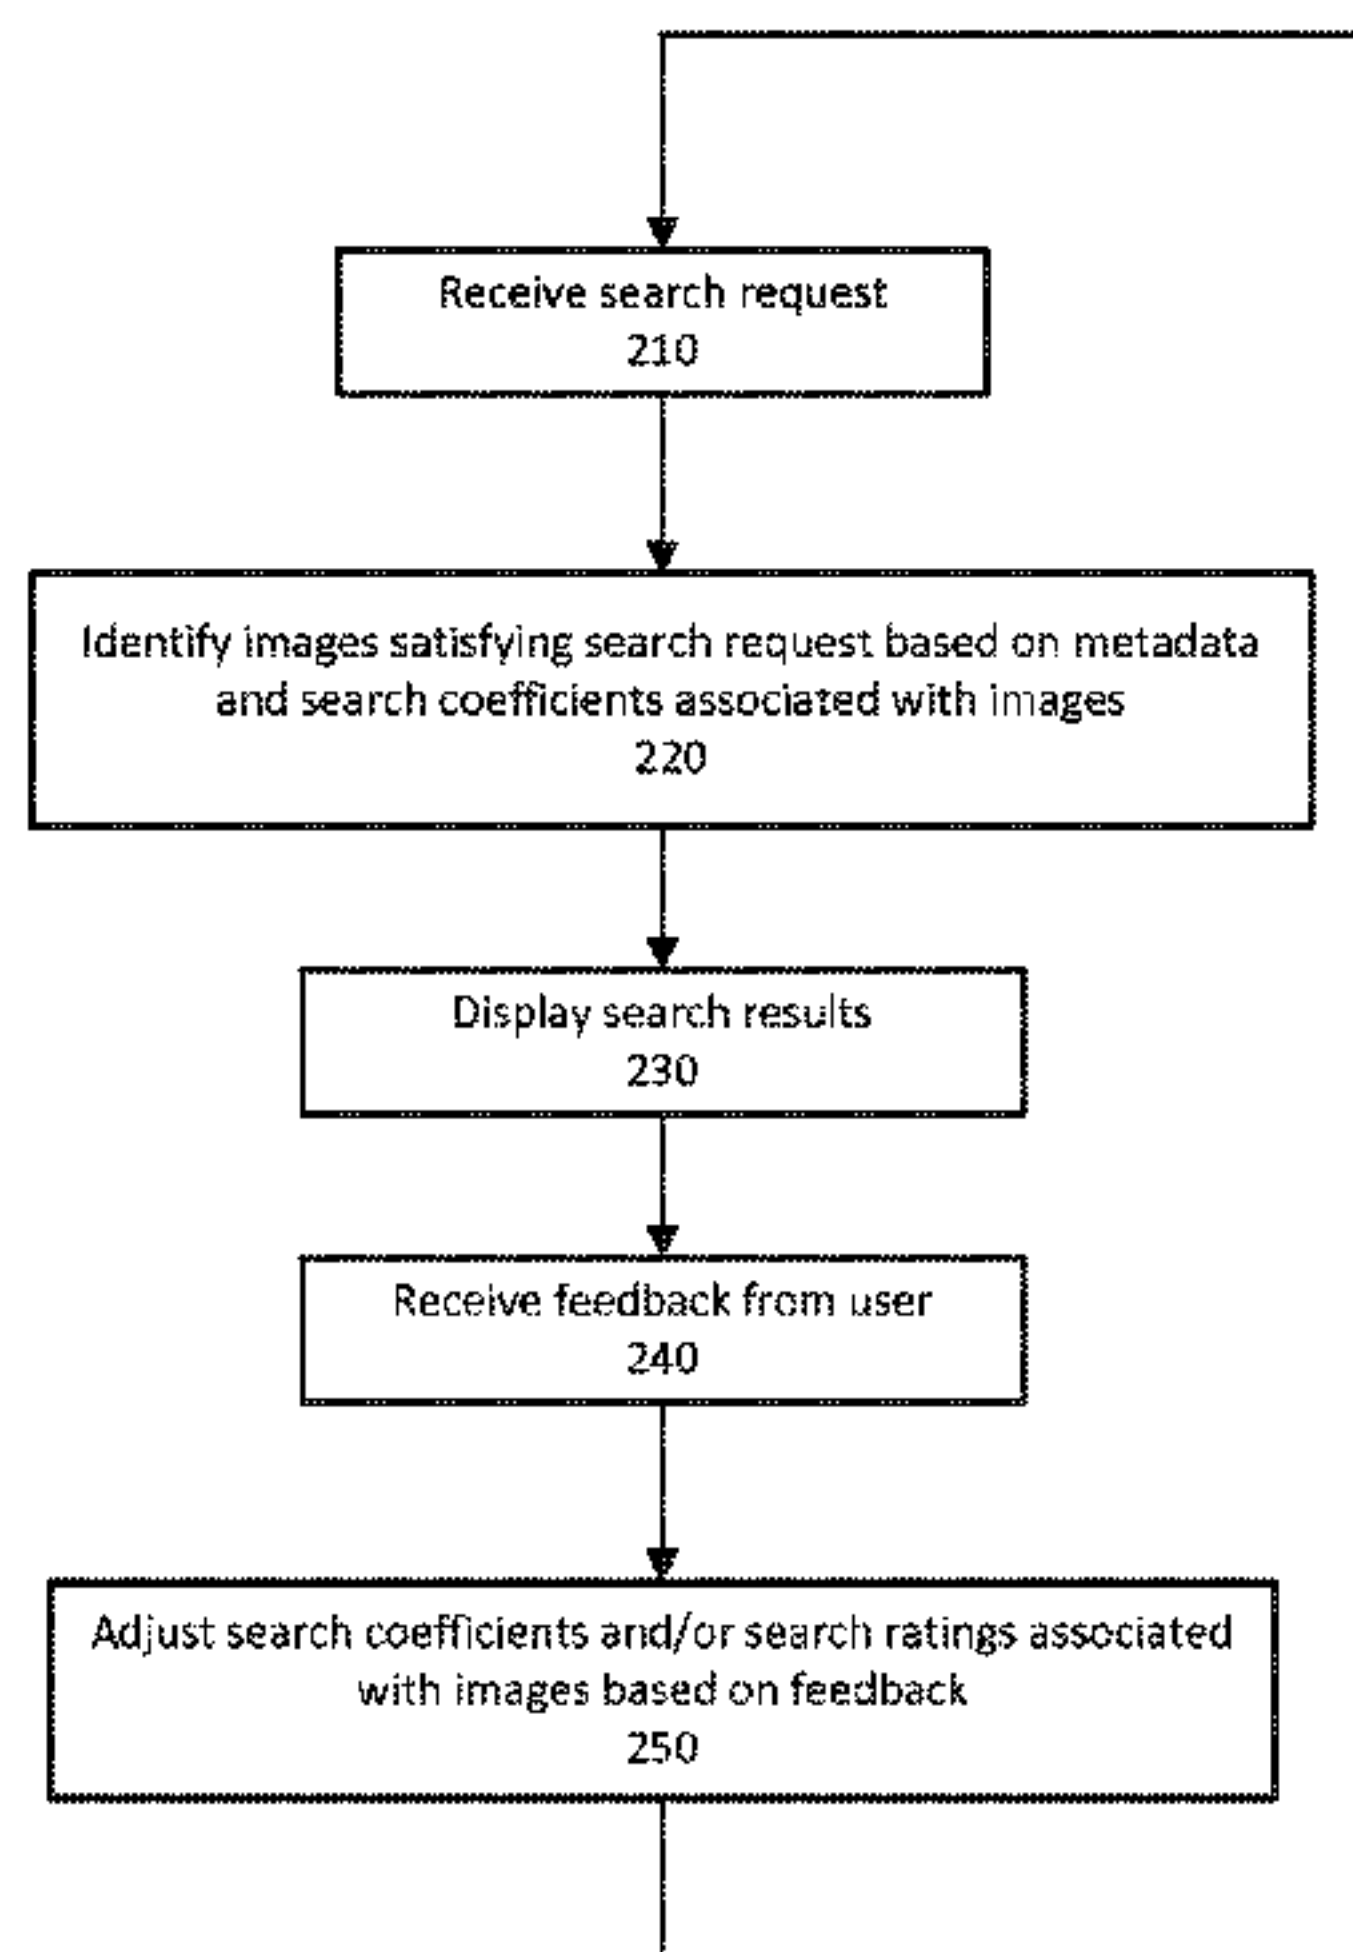 Receive search request
210
Identify images satisfying search request based on metadata
and search coefficients associated with images
220
Display search results
230
Receive feedback from user
240
Adjust search coefficients and/or search ratings associated
with images based on feedback
250